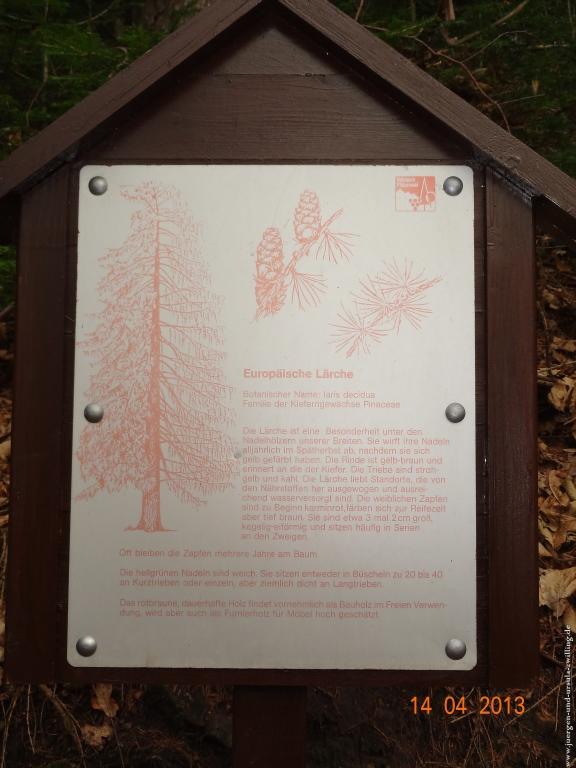 Europäische Lärche
Botanischer Name: laris decidua
Familie der Kieferngewächse Pinaceae
Die Lärche ist eine Besonderheit unter den
Nadelhölzern unserer Breiten. Sie wirft ihre Nadeln
alljährlich im Spätherbst ab, nachdem sie sich
gelb gefärbt haben. Die Rinde ist gelb-braun und
erinnert an die der Kiefer. Die Triebe sind stroh-
gelb und kahl. Die Lärche liebt Standorte, die von
den Nährstoffen her ausgewogen und ausrei-
chend wasserversorgt sind. Die weiblichen Zapfen
sind zu Beginn karminrot, färben sich zur Reifezeit
aber tief braun. Sie sind etwa 3 mal 2 cm groß,
kegelig-eiförmig und sitzen häufig in Serien
an den Zweigen.
Oft bleiben die Zapfen mehrere Jahre am Baum.
Die hellgrünen Nadeln sind weich. Sie sitzen entweder in Büscheln zu 20 bis 40
an Kurztrieben oder einzeln, aber ziemlich dicht an Langtrieben.
Das rotbraune, dauerhafte Holz findet vornehmlich als Bauholz im Freien Verwen-
dung, wird aber auch als Furnierholz für Möbel hoch geschätzt.
14 04 2013
www.juergen-und-ursula-zwilling.de